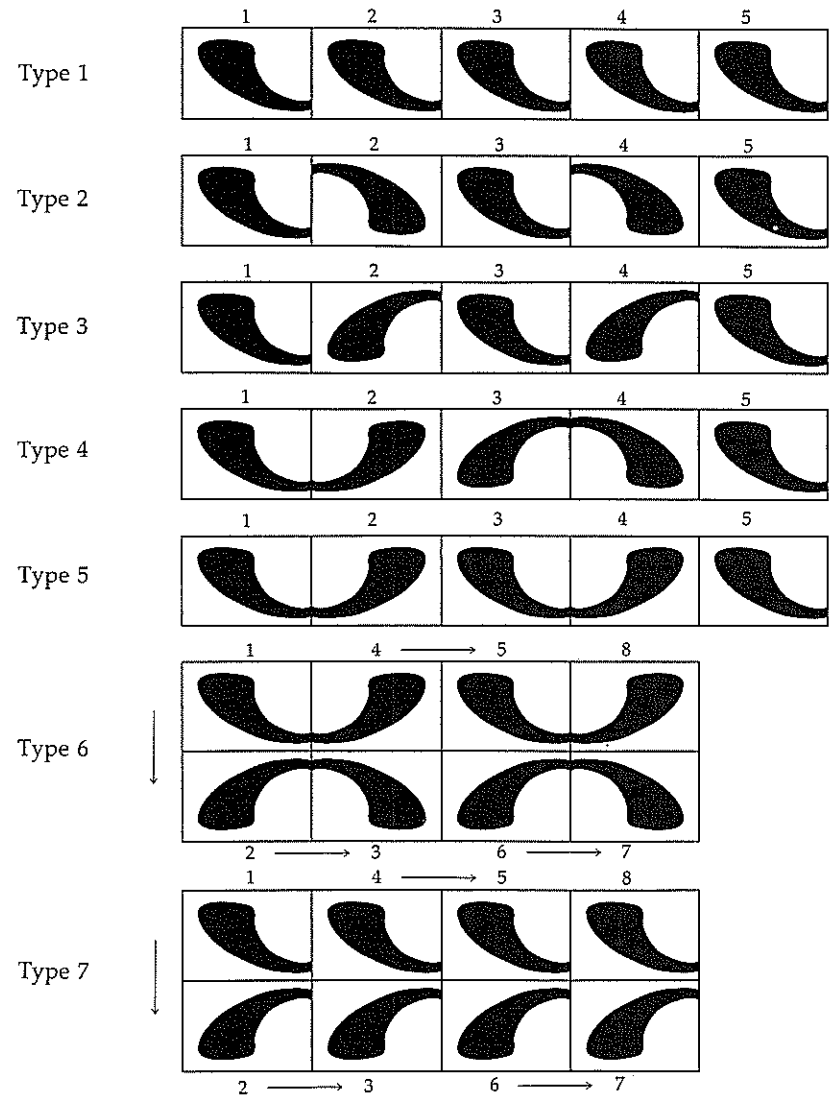 1 2 3 4 5
Type 1
1 2 3 4 5
Type 2
1 2 3 4 5
Type 3
1 2 3 4 5
Type 4
1 2 3 4 5
Type 5
1 4 → 5 8
Type 6
2 → 3 6 → 7
1 4 → 5 8
Type 7
2 → 3 6 → 7